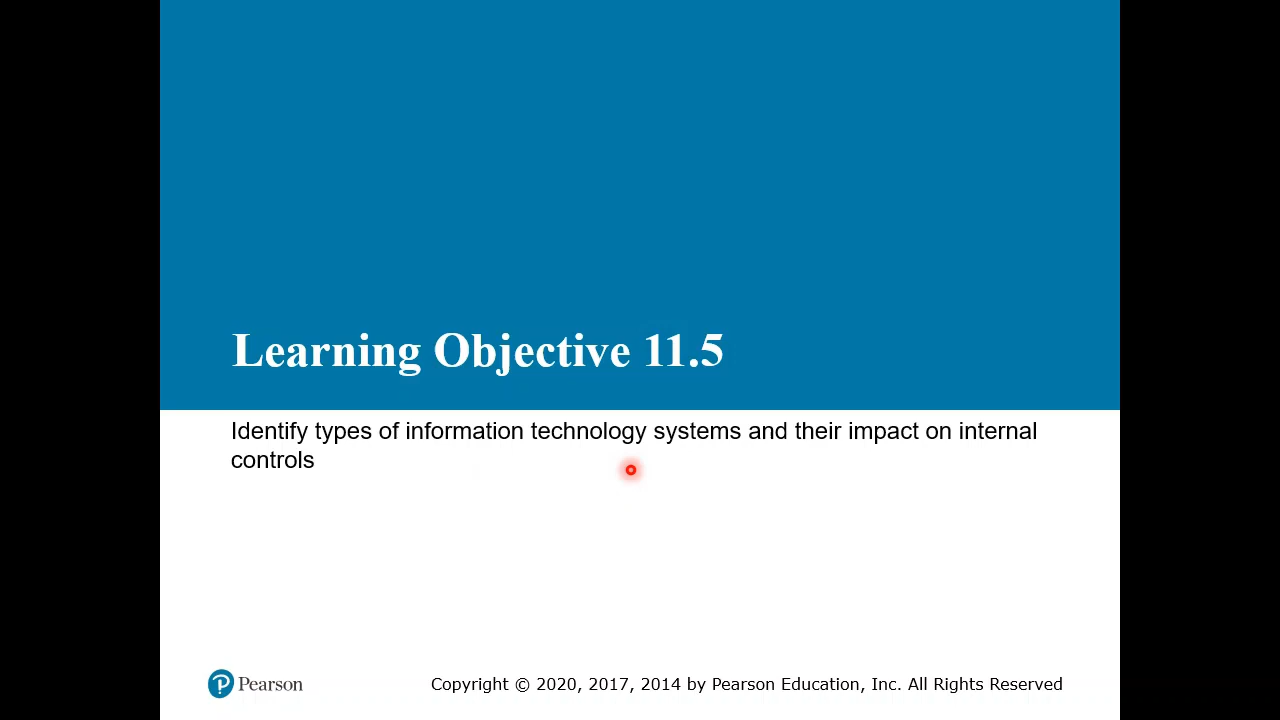 Learning Objective 11.5
Identify types of information technology systems and their impact on internal
controls
Pearson
Copyright © 2020, 2017, 2014 by Pearson Education, Inc. All Rights Reserved